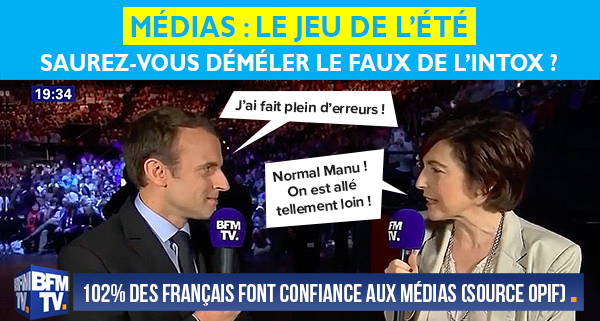 MÉDIAS : LE JEU DE L'ÉTÉ
SAUREZ-VOUS DÉMÉLER LE FAUX DE L'INTOX ?
19:34
J'ai fait plein d'erreurs !
Normal Manu !
On est allé
tellement loin !
BFM
TV.
BFM
TV.
BFM
TV.
102% DES FRANÇAIS FONT CONFIANCE AUX MÉDIAS (SOURCE OPIF) .